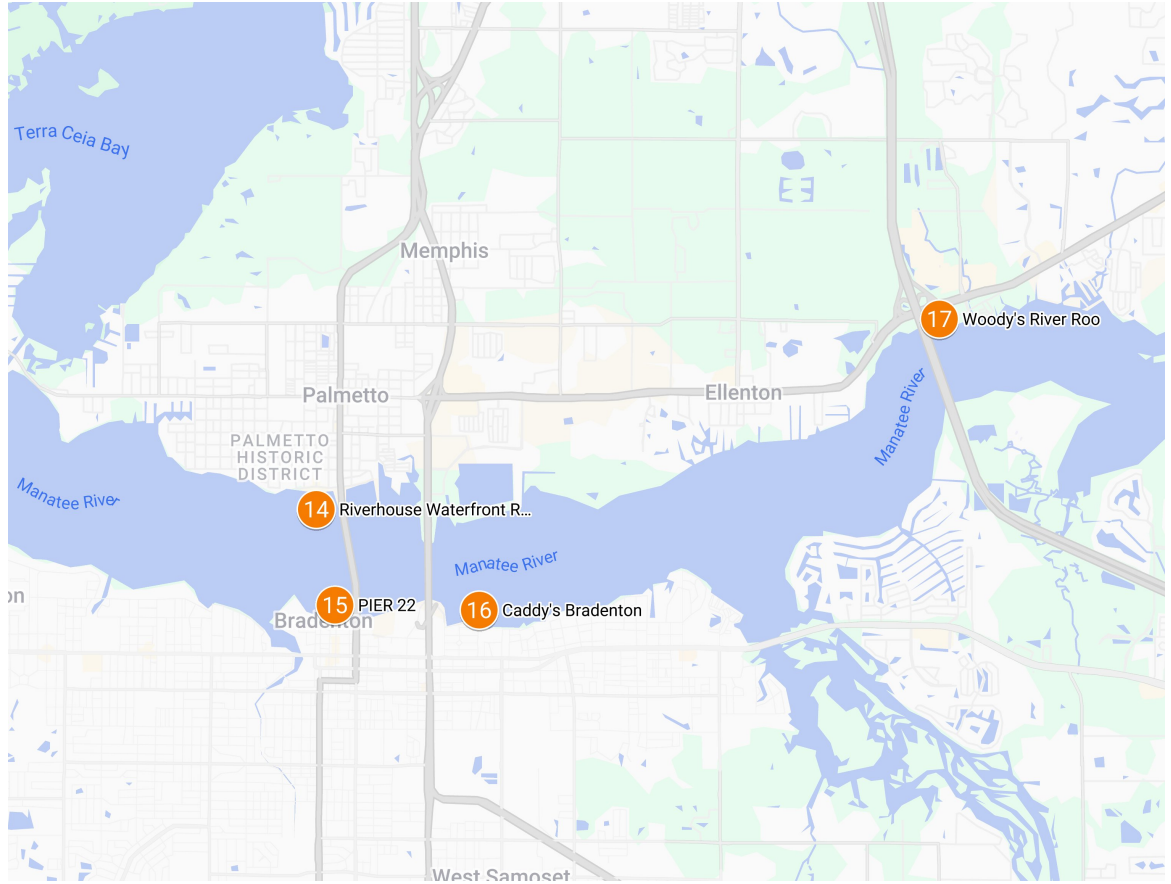 Terra Ceia Bay
Memphis
17 Woody's River Roo
Palmetto
Ellenton
Manatee River
PALMETTO
HISTORIC
DISTRICT
Manatee River
14 Riverhouse Waterfront R...
Manatee River
on
15 PIER 22
16 Caddy's Bradenton
Bradenton
West Samoset